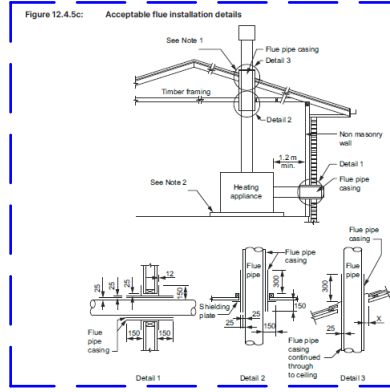 Figure 12.4.5c: Acceptable flue installation details
See Note 1
Flue pipe casing
Detail 3
Timber framing
Detail 2
Non masonry
wall
1.2 m
min.
Detail 1
Flue pipe
casing
See Note 2
Heating
appliance
12
25
25
25
150
Flue
pipe
casing
150
150
Detail 1
Flue pipe
casing
Flue
pipe
300
Shielding
plate
25
25
150
150
Detail 2
Flue pipe
casing
Flue
pipe
300
25
X
Flue pipe
casing
continued
through
to ceiling
Detail 3